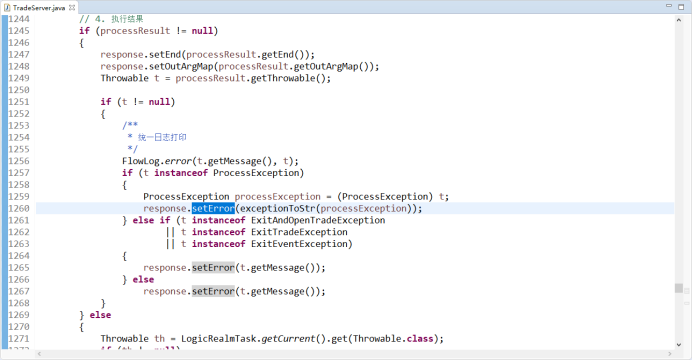 TradeServer.java
1244 // 4. 执行结果
1245 if (processResult != null)
1246 {
1247 response.setEnd(processResult.getEnd());
1248 response.setOutArgMap(processResult.getOutArgMap());
1249 Throwable t = processResult.getThrowable();
1250
1251 if (t != null)
1252 {
1253 /**
1254 * 统一日志打印
1255 */
1256 FlowLog.error(t.getMessage(), t);
1257 if (t instanceof ProcessException)
1258 {
1259 ProcessException processException = (ProcessException) t;
1260 response.setError(exceptionToStr(processException));
1261 } else if (t instanceof ExitAndOpenTradeException
1262 || t instanceof ExitTradeException
1263 || t instanceof ExitEventException)
1264 {
1265 response.setError(t.getMessage());
1266 } else
1267 response.setError(t.getMessage());
1268 }
1269 } else
1270 {
1271 Throwable th = LogicRealmTask.getCurrent().get(Throwable.class);